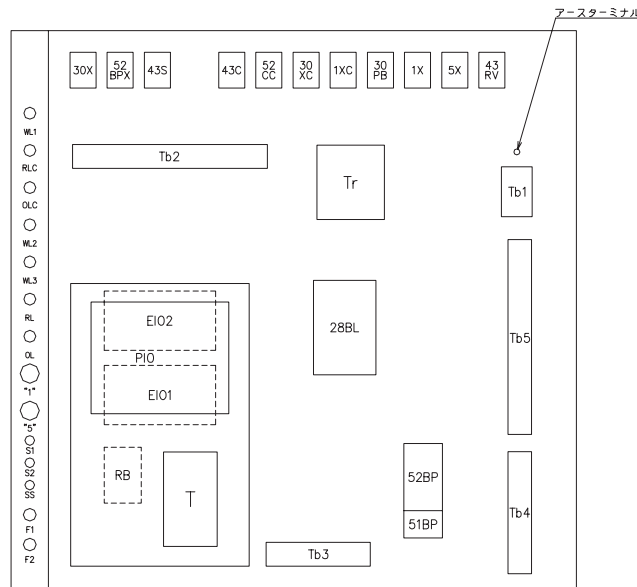 アースターミナル
30X
52
BPX
43S
43C
52
CC
30
XC
1XC
30
PB
1X
5X
43
RV
WL1
RLC
OLC
WL2
WL3
RL
OL
"1"
"5"
S1
S2
SS
F1
F2
Tb2
Tr
Tb1
EIO2
PIO
EIO1
28BL
Tb5
RB
T
52BP
51BP
Tb4
Tb3